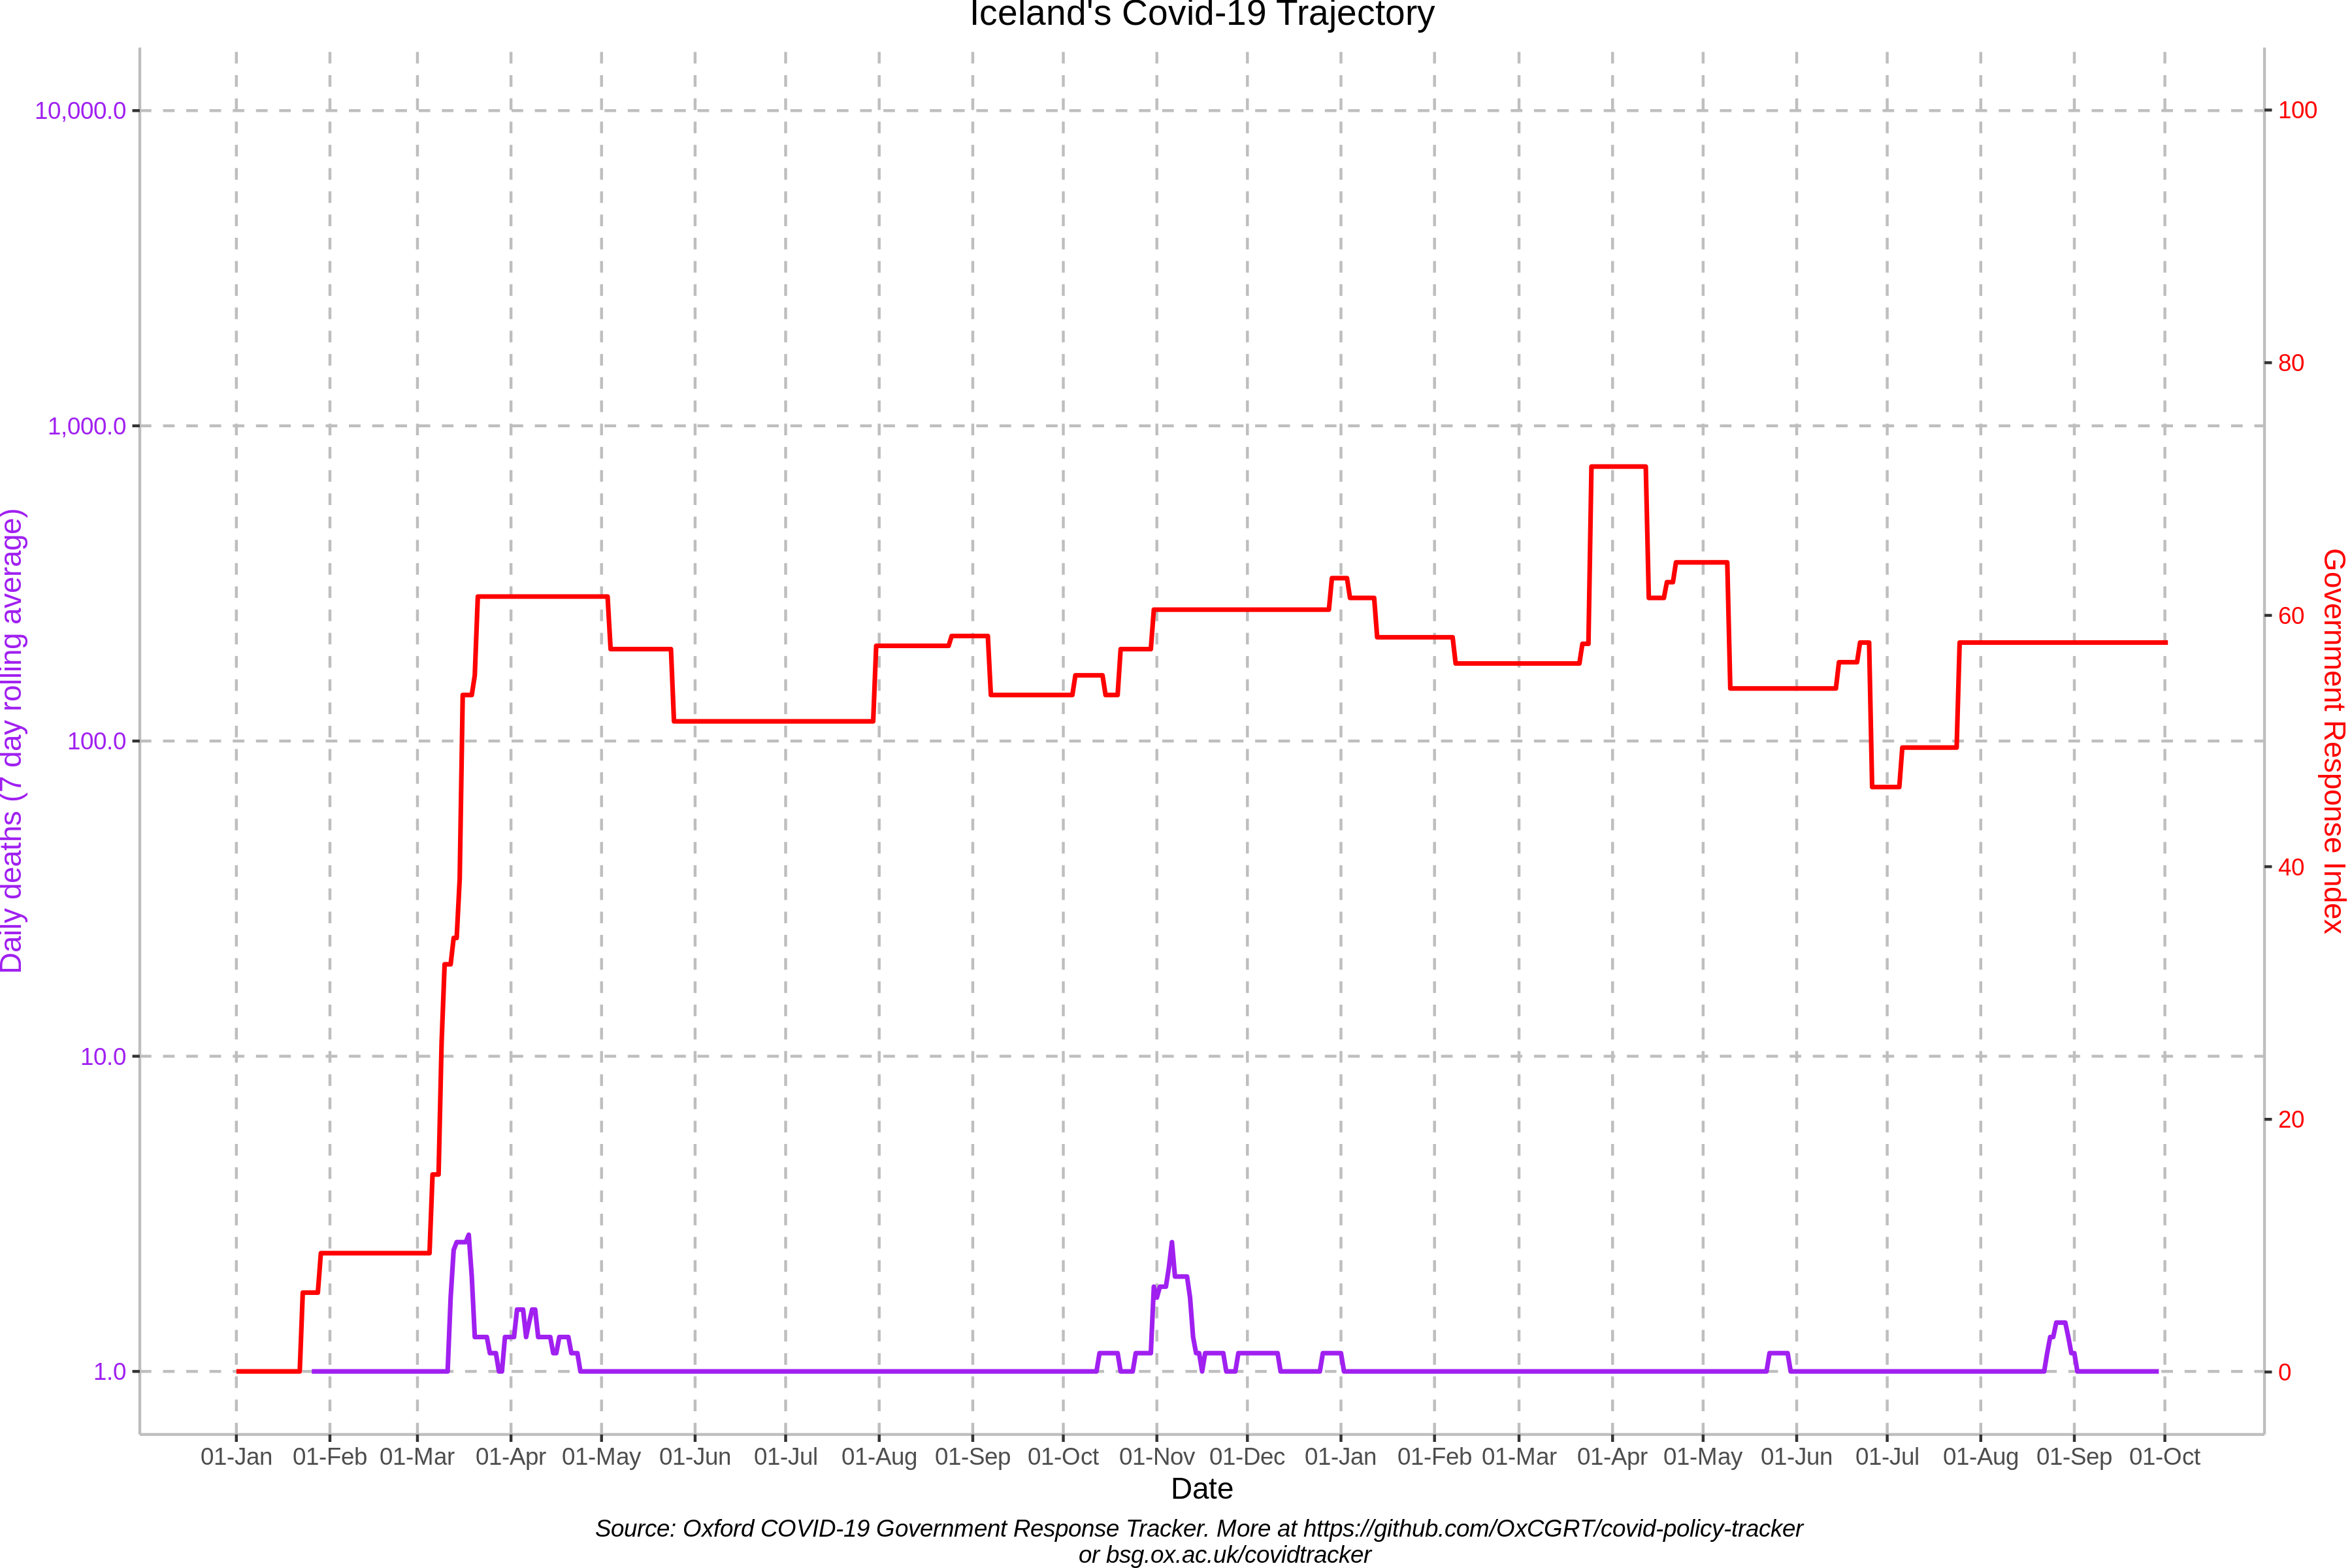 Iceland's Covid-19 Trajectory
10,000.0
1,000.0
100.0
10.0
1.0
Daily deaths (7 day rolling average)
100
80
60
40
20
0
Government Response Index
01-Jan 01-Feb 01-Mar 01-Apr 01-May 01-Jun 01-Jul 01-Aug 01-Sep 01-Oct 01-Nov 01-Dec 01-Jan 01-Feb 01-Mar 01-Apr 01-May 01-Jun 01-Jul 01-Aug 01-Sep 01-Oct
Date
Source: Oxford COVID-19 Government Response Tracker. More at https://github.com/OxCGRT/covid-policy-tracker
or bsg.ox.ac.uk/covidtracker